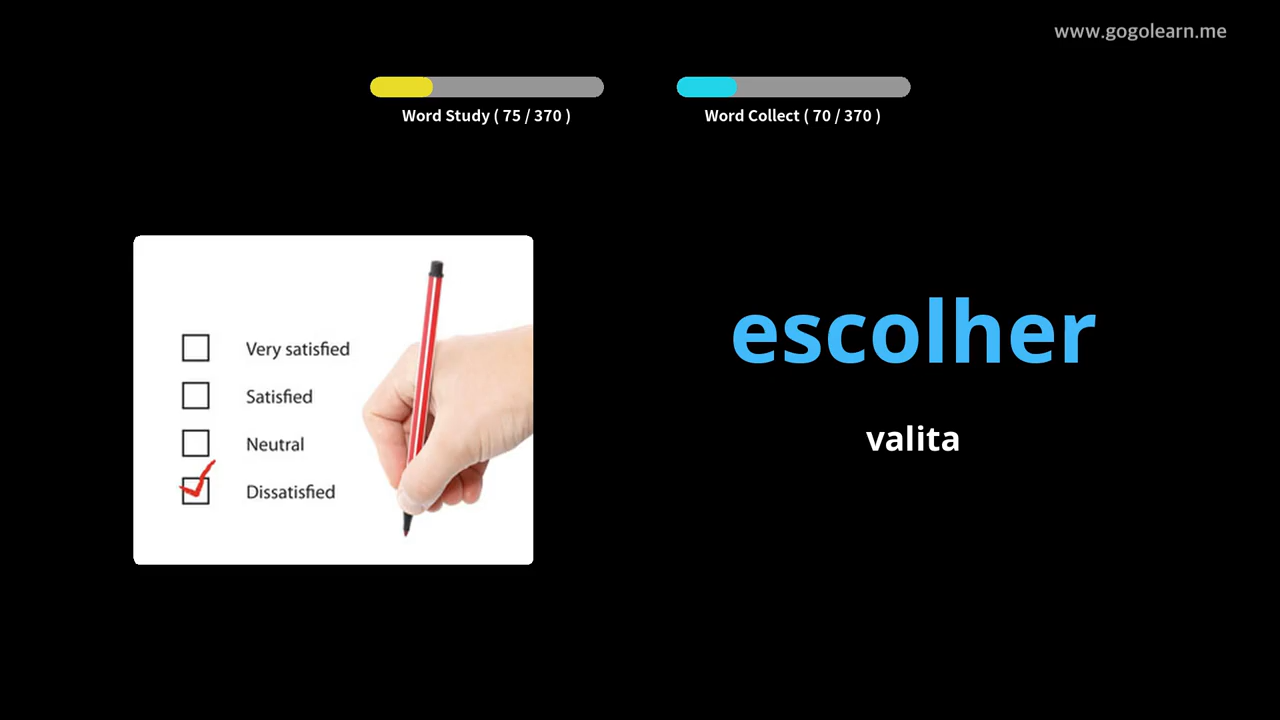 www.gogolearn.me
Word Study ( 75 / 370 )
Word Collect ( 70 / 370 )
Very satisfied
Satisfied
Neutral
Dissatisfied
escolher
valita